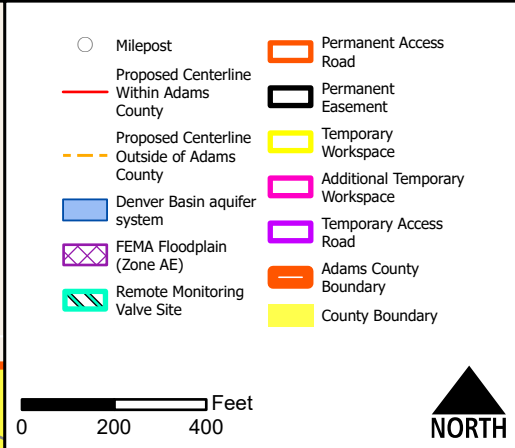 Milepost
Proposed Centerline
Within Adams
County
Proposed Centerline
Outside of Adams
County
Denver Basin aquifer
system
FEMA Floodplain
(Zone AE)
Remote Monitoring
Valve Site
Permanent Access
Road
Permanent
Easement
Temporary
Workspace
Additional Temporary
Workspace
Temporary Access
Road
Adams County
Boundary
County Boundary
Feet
0 200 400
NORTH